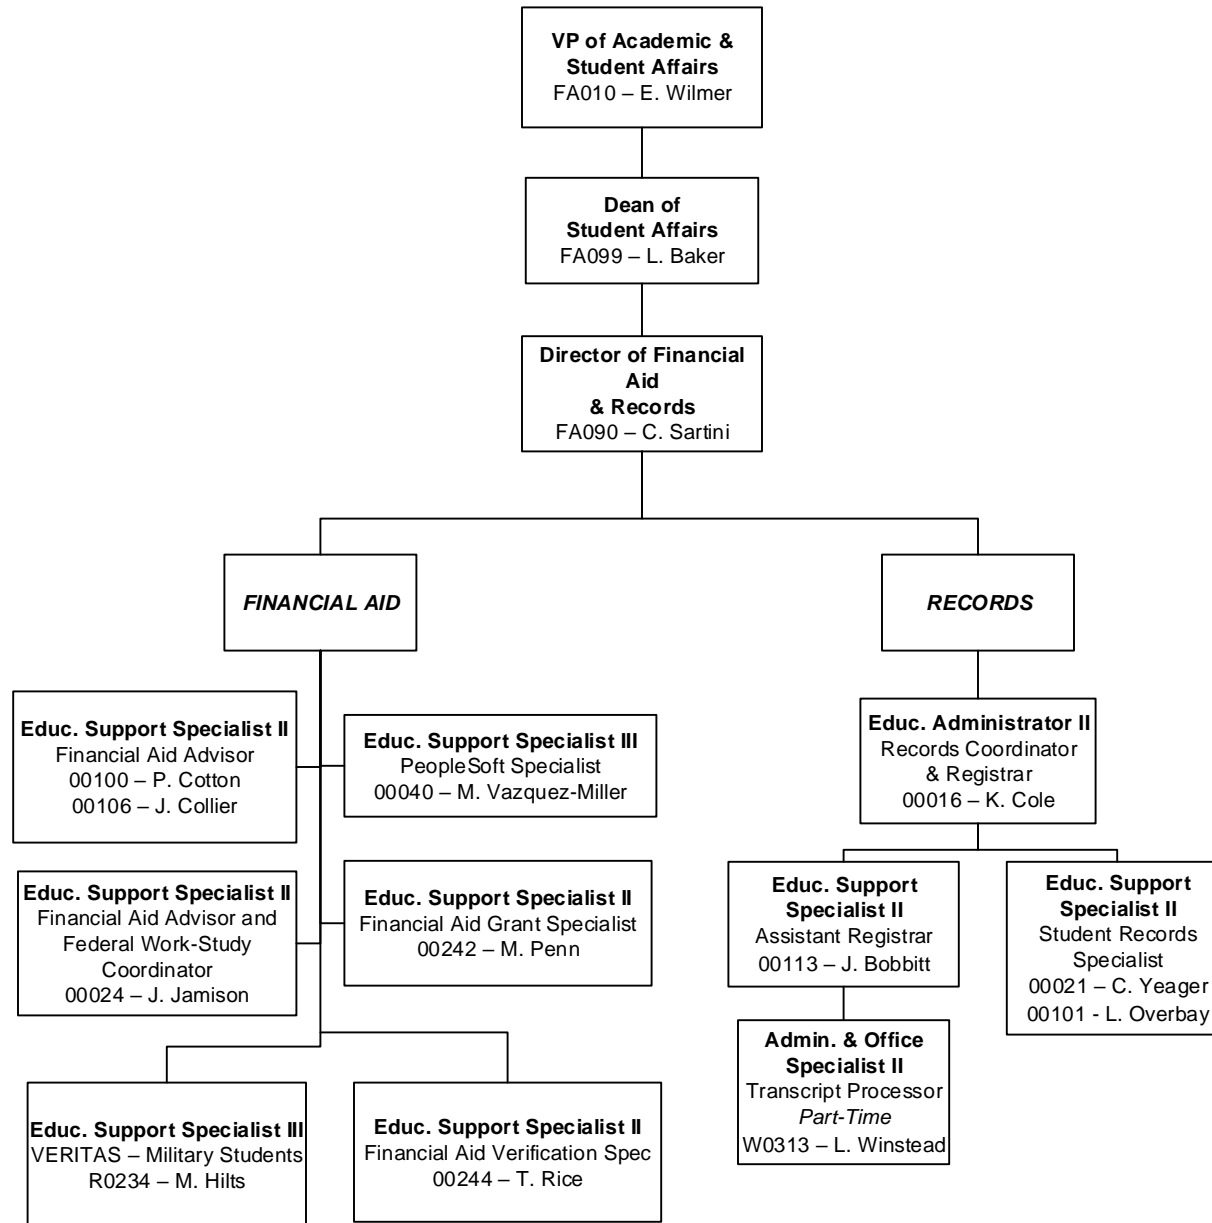 VP of Academic &
Student Affairs
FA010 – E. Wilmer
Dean of
Student Affairs
FA099 – L. Baker
Director of Financial
Aid
& Records
FA090 – C. Sartini
FINANCIAL AID
RECORDS
Educ. Support Specialist II
Financial Aid Advisor
00100 – P. Cotton
00106 – J. Collier
Educ. Support Specialist III
PeopleSoft Specialist
00040 – M. Vazquez-Miller
Educ. Administrator II
Records Coordinator
& Registrar
00016 – K. Cole
Educ. Support Specialist II
Financial Aid Advisor and
Federal Work-Study
Coordinator
00024 – J. Jamison
Educ. Support Specialist II
Financial Aid Grant Specialist
00242 – M. Penn
Educ. Support
Specialist II
Assistant Registrar
00113 – J. Bobbitt
Educ. Support
Specialist II
Student Records
Specialist
00021 – C. Yeager
00101 - L. Overbay
Admin. & Office
Specialist II
Transcript Processor
Part-Time
W0313 – L. Winstead
Educ. Support Specialist III
VERITAS – Military Students
R0234 – M. Hilts
Educ. Support Specialist II
Financial Aid Verification Spec
00244 – T. Rice